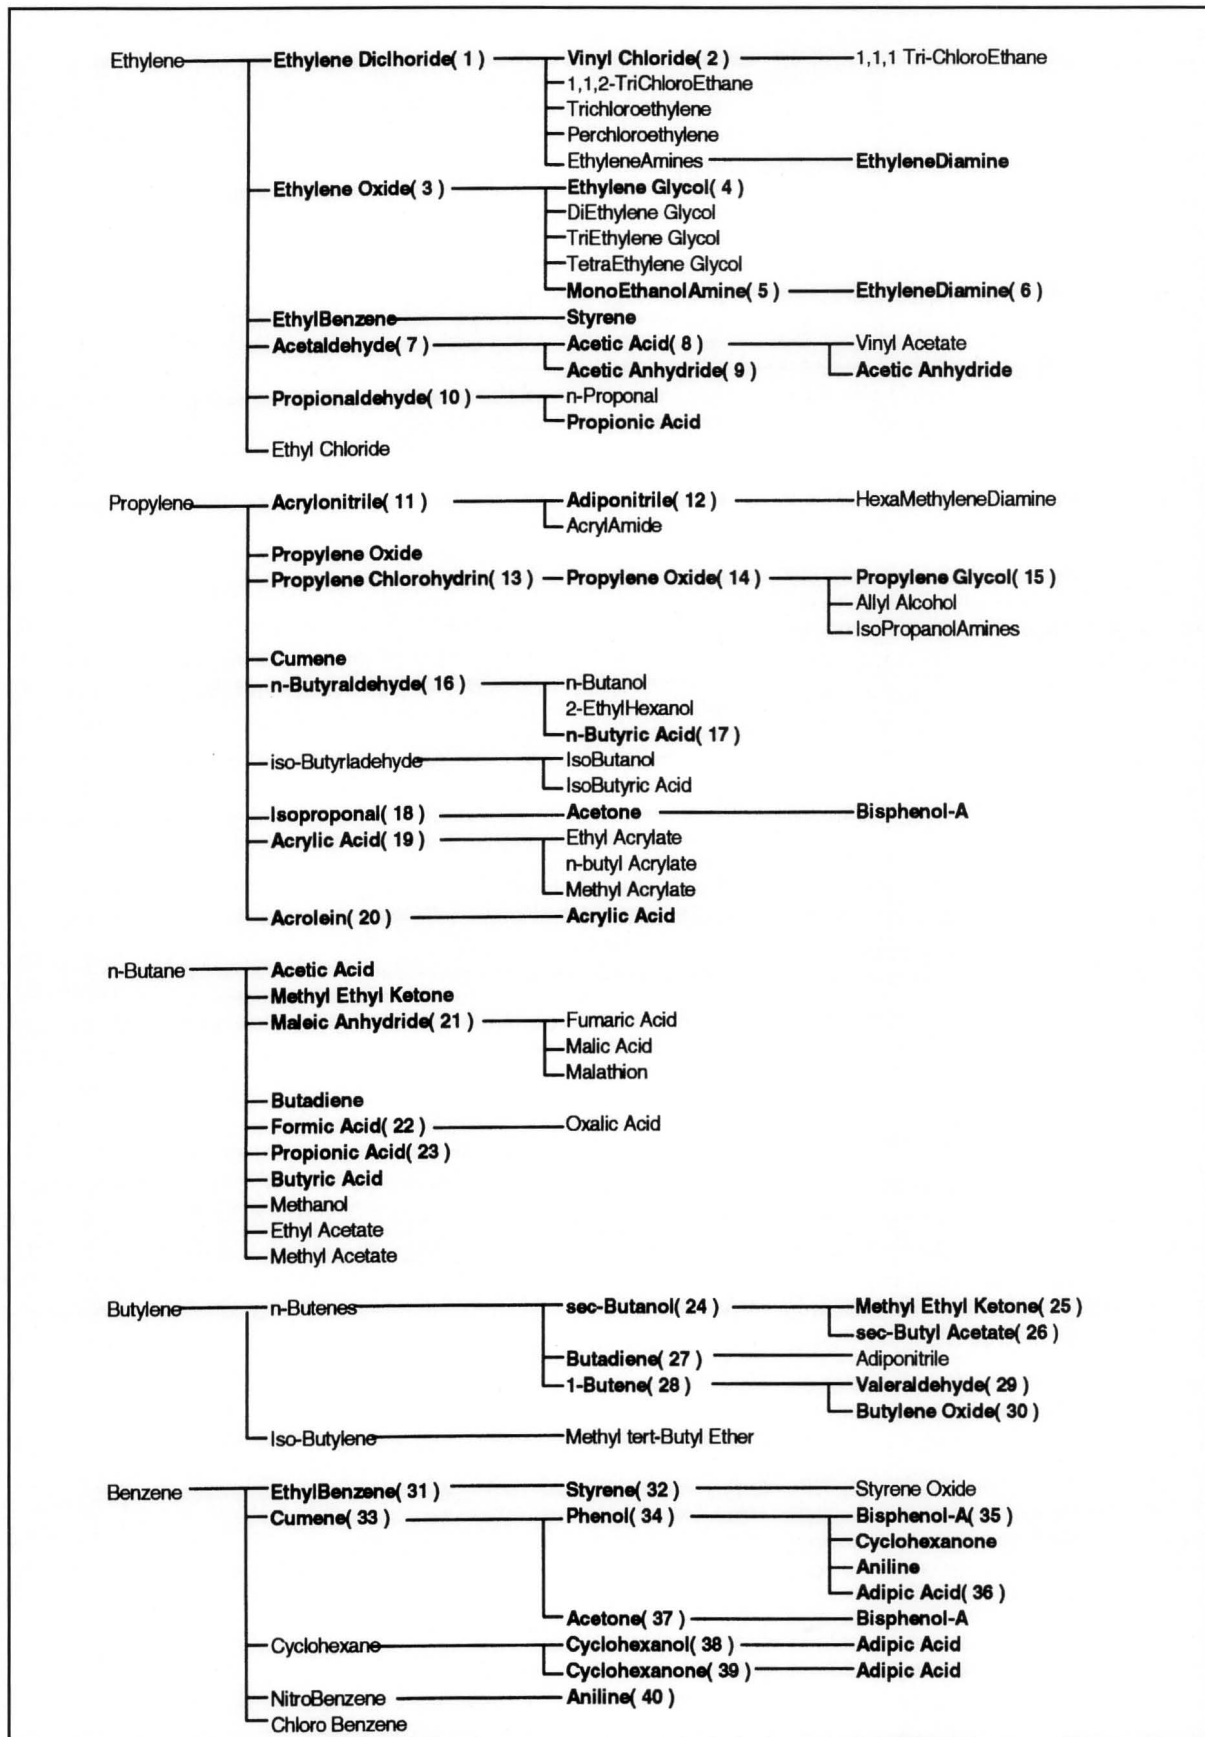 Ethylene Ethylene Diclhoride( 1 ) Vinyl Chloride( 2 ) 1,1,1 Tri-ChloroEthane
1,1,2-TriChloroEthane
Trichloroethylene
Perchloroethylene
EthyleneAmines EthyleneDiamine
Ethylene Oxide( 3 ) Ethylene Glycol( 4 )
DiEthylene Glycol
TriEthylene Glycol
TetraEthylene Glycol
MonoEthanolAmine( 5 ) EthyleneDiamine( 6 )
EthylBenzene Styrene
Acetaldehyde( 7 ) Acetic Acid( 8 ) Vinyl Acetate
Acetic Anhydride( 9 ) Acetic Anhydride
Propionaldehyde( 10 ) n-Proponal
Propionic Acid
Ethyl Chloride
Propylene Acrylonitrile( 11 ) Adiponitrile( 12 ) HexaMethyleneDiamine
AcrylAmide
Propylene Oxide
Propylene Chlorohydrin( 13 ) Propylene Oxide( 14 ) Propylene Glycol( 15 )
Allyl Alcohol
IsoPropanolAmines
Cumene
n-Butyraldehyde( 16 ) n-Butanol
2-EthylHexanol
n-Butyric Acid( 17 )
iso-Butyrladehyde IsoButanol
IsoButyric Acid
Isoproponal( 18 ) Acetone Bisphenol-A
Acrylic Acid( 19 ) Ethyl Acrylate
n-butyl Acrylate
Methyl Acrylate
Acrolein( 20 ) Acrylic Acid
n-Butane Acetic Acid
Methyl Ethyl Ketone
Maleic Anhydride( 21 ) Fumaric Acid
Malic Acid
Malathion
Butadiene
Formic Acid( 22 ) Oxalic Acid
Propionic Acid( 23 )
Butyric Acid
Methanol
Ethyl Acetate
Methyl Acetate
Butylene n-Butenes sec-Butanol( 24 ) Methyl Ethyl Ketone( 25 )
sec-Butyl Acetate( 26 )
Butadiene( 27 ) Adiponitrile
1-Butene( 28 ) Valeraldehyde( 29 )
Butylene Oxide( 30 )
Iso-Butylene Methyl tert-Butyl Ether
Benzene EthylBenzene( 31 ) Styrene( 32 ) Styrene Oxide
Cumene( 33 ) Phenol( 34 ) Bisphenol-A( 35 )
Cyclohexanone
Aniline
Adipic Acid( 36 )
Acetone( 37 ) Bisphenol-A
Cyclohexane Cyclohexanol( 38 ) Adipic Acid
Cyclohexanone( 39 ) Adipic Acid
NitroBenzene Aniline( 40 )
Chloro Benzene